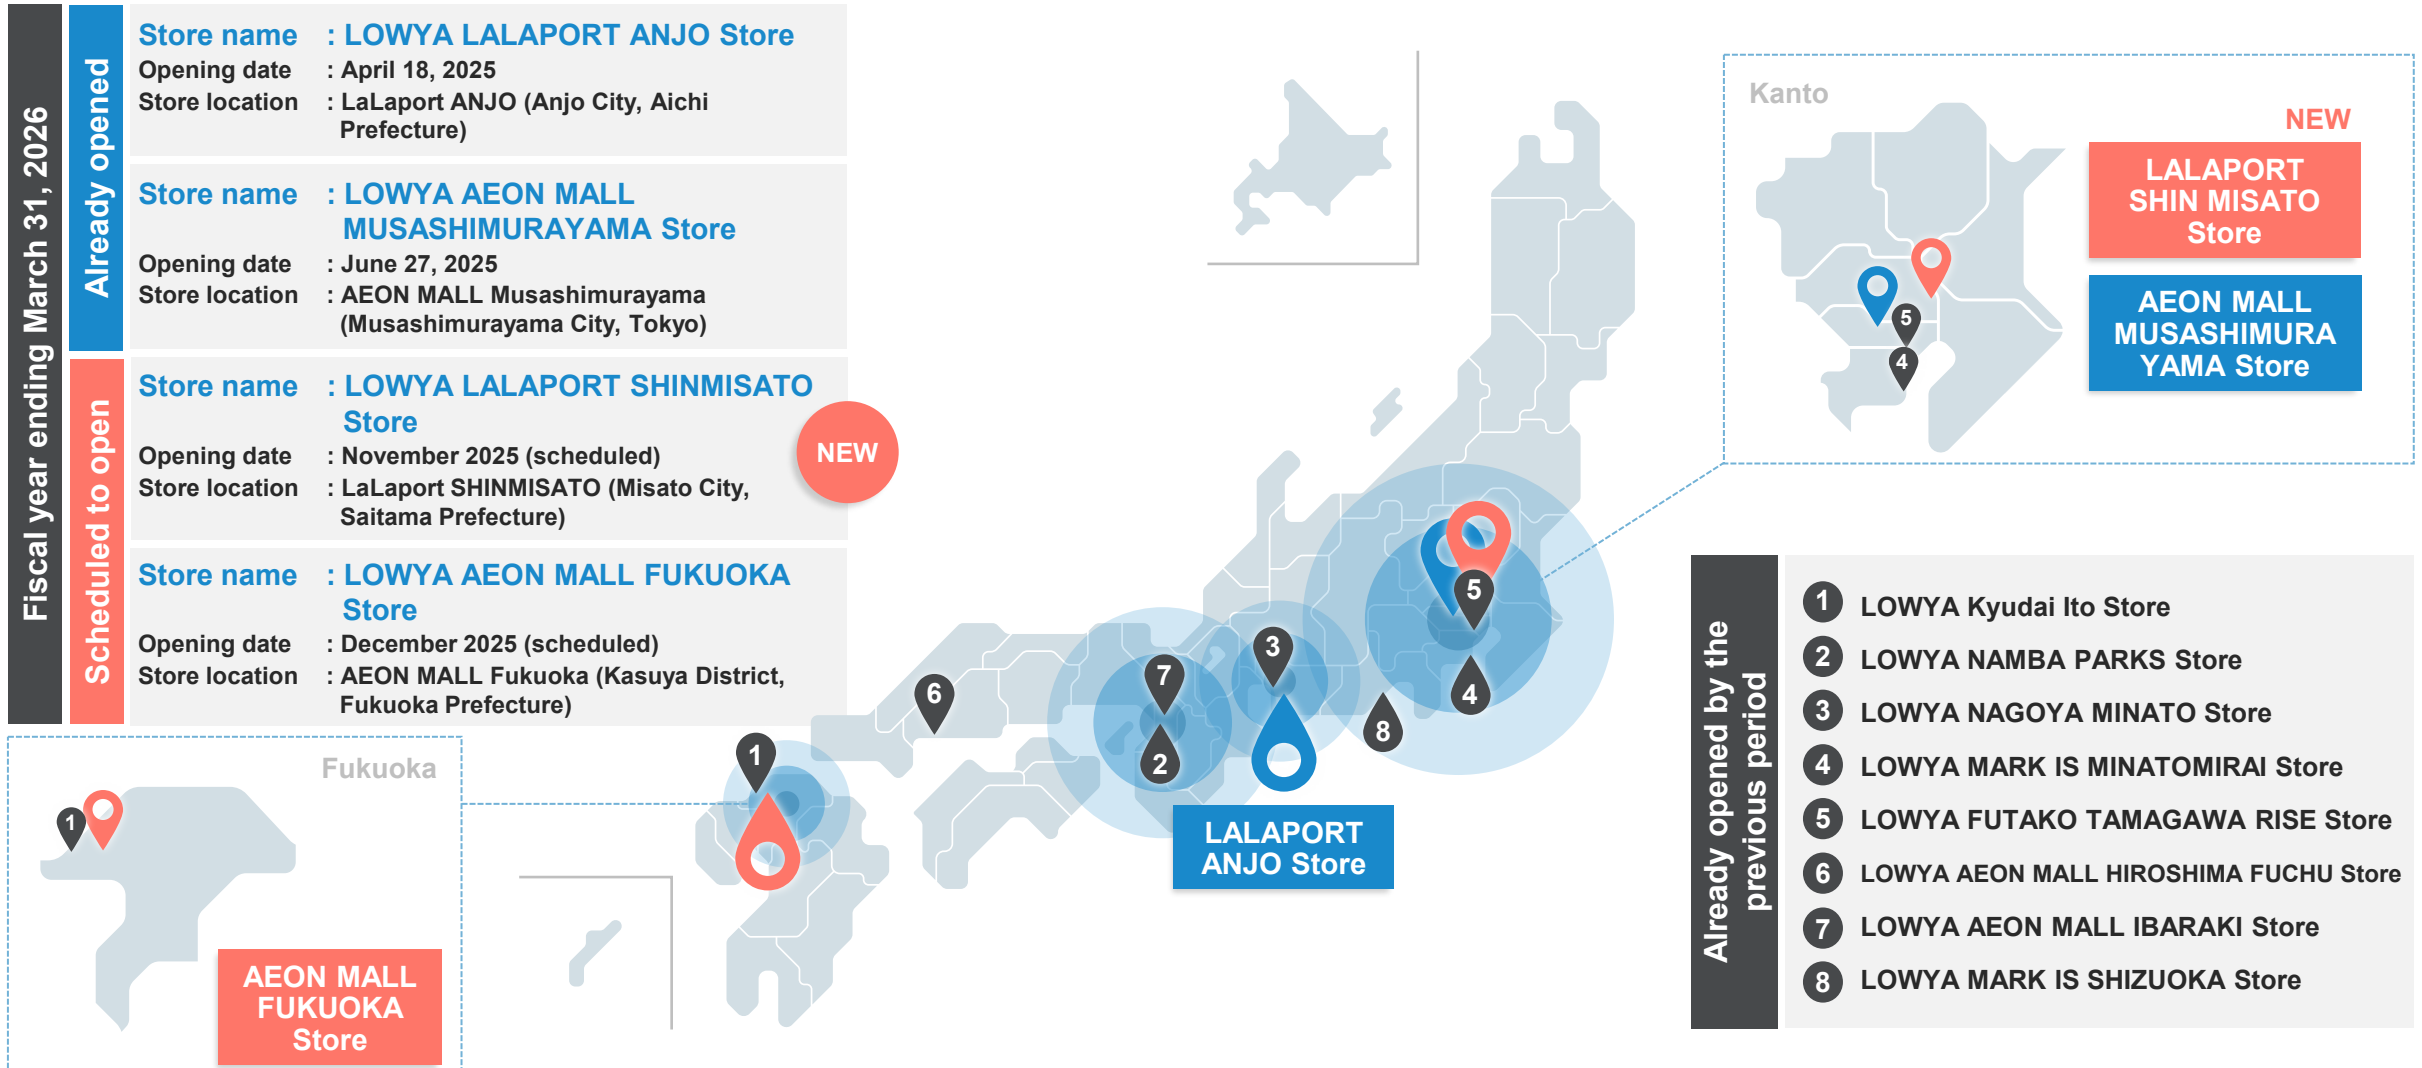 Fiscal year ending March 31, 2026
Already opened
Store name : LOWYA LALAPORT ANJO Store
Opening date : April 18, 2025
Store location : LaLaport ANJO (Anjo City, Aichi
Prefecture)
Store name : LOWYA AEON MALL
MUSASHIMURAYAMA Store
Opening date : June 27, 2025
Store location : AEON MALL Musashimurayama
(Musashimurayama City, Tokyo)
Scheduled to open
Store name : LOWYA LALAPORT SHINMISATO
Store
Opening date : November 2025 (scheduled)
Store location : LaLaport SHINMISATO (Misato City,
Saitama Prefecture)
NEW
Store name : LOWYA AEON MALL FUKUOKA
Store
Opening date : December 2025 (scheduled)
Store location : AEON MALL Fukuoka (Kasuya District,
Fukuoka Prefecture)
Fukuoka
1
AEON MALL
FUKUOKA
Store
1
6
7
2
3
8
5
4
LALAPORT
ANJO Store
Kanto
NEW
LALAPORT
SHIN MISATO
Store
AEON MALL
MUSASHIMURA
YAMA Store
5
4
Already opened by the
previous period
1 LOWYA Kyudai Ito Store
2 LOWYA NAMBA PARKS Store
3 LOWYA NAGOYA MINATO Store
4 LOWYA MARK IS MINATOMIRAI Store
5 LOWYA FUTAKO TAMAGAWA RISE Store
6 LOWYA AEON MALL HIROSHIMA FUCHU Store
7 LOWYA AEON MALL IBARAKI Store
8 LOWYA MARK IS SHIZUOKA Store